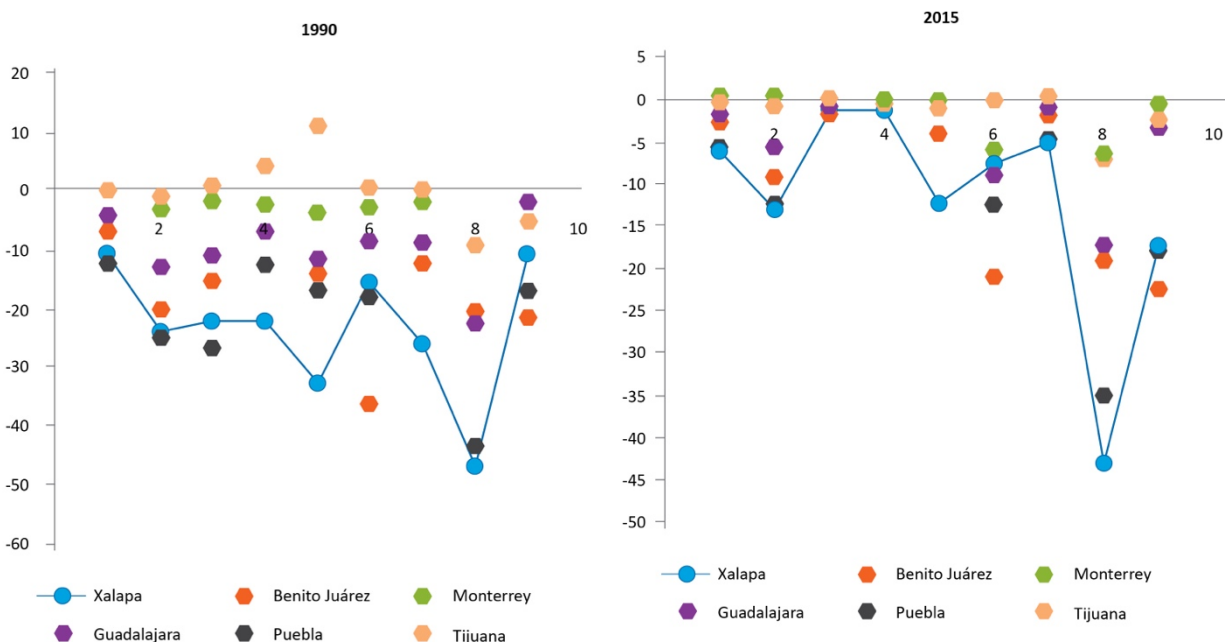 1990
20
10
0
2
4
6
8
10
-10
-20
-30
-40
-50
-60
Xalapa
Benito Juárez
Monterrey
Guadalajara
Puebla
Tijuana
2015
5
0
2
4
6
8
10
-5
-10
-15
-20
-25
-30
-35
-40
-45
-50
Xalapa
Benito Juárez
Monterrey
Guadalajara
Puebla
Tijuana